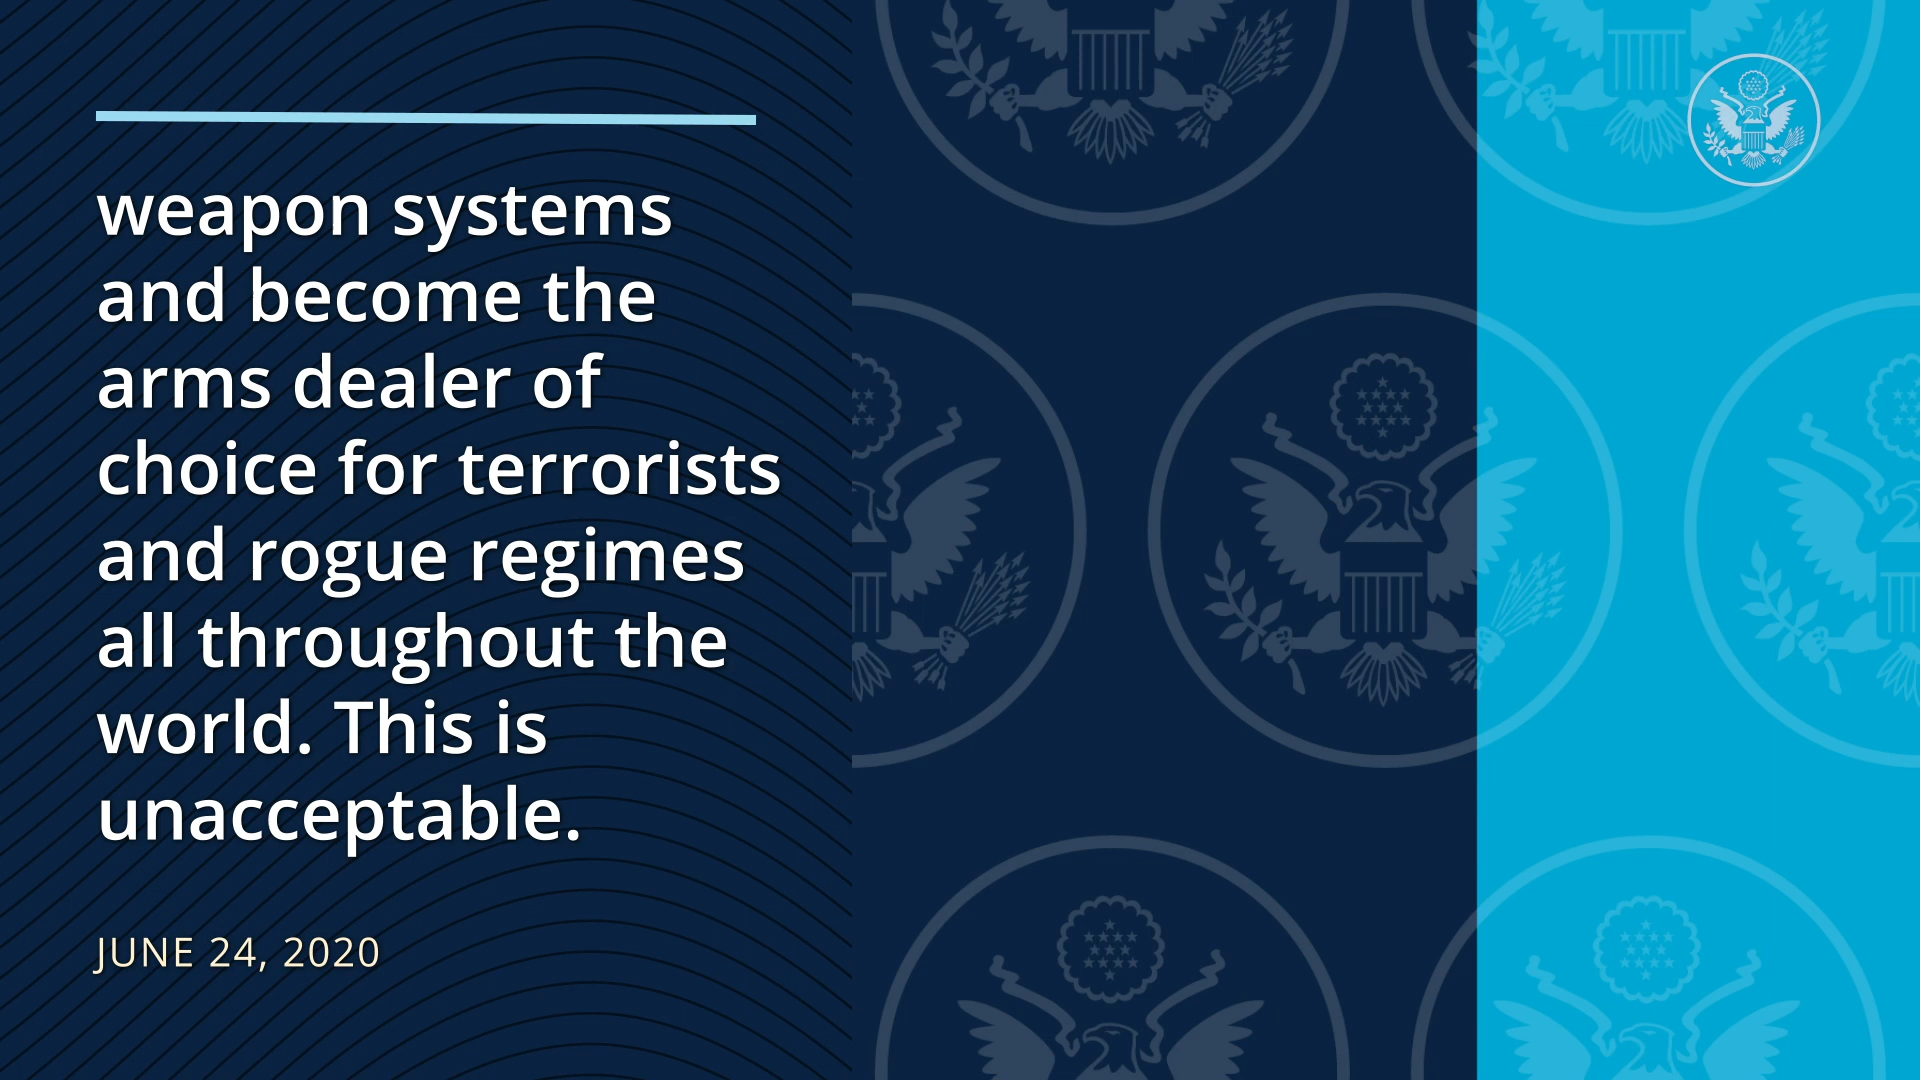 weapon systems
and become the
arms dealer of
choice for terrorists
and rogue regimes
all throughout the
world. This is
unacceptable.
JUNE 24, 2020